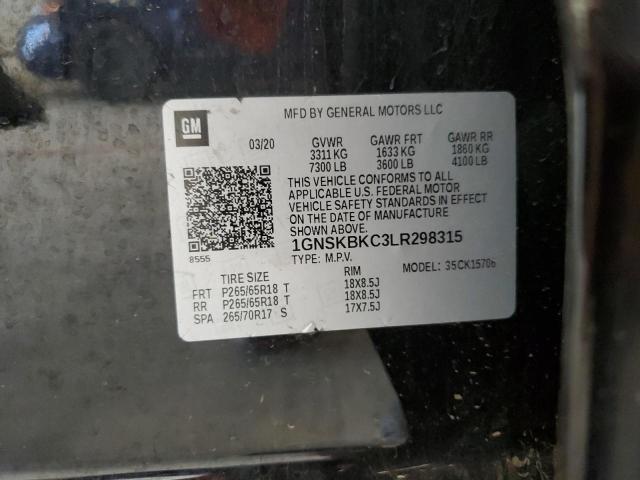 GM
MFD BY GENERAL MOTORS LLC
03/20 GVWR GAWR FRT GAWR RR
3311 KG 1633 KG 1860 KG
7300 LB 3600 LB 4100 LB
THIS VEHICLE CONFORMS TO ALL
APPLICABLE U.S. FEDERAL MOTOR
VEHICLE SAFETY STANDARDS IN EFFECT
ON THE DATE OF MANUFACTURE
SHOWN ABOVE.
8555 1GNSKBKC3LR298315
TYPE: M.P.V. MODEL:
TIRE SIZE RIM
FRT P265/65R18 T 18X8.5J
RR P265/65R18 T 18X8.5J
SPA 265/70R17 S 17X7.5J